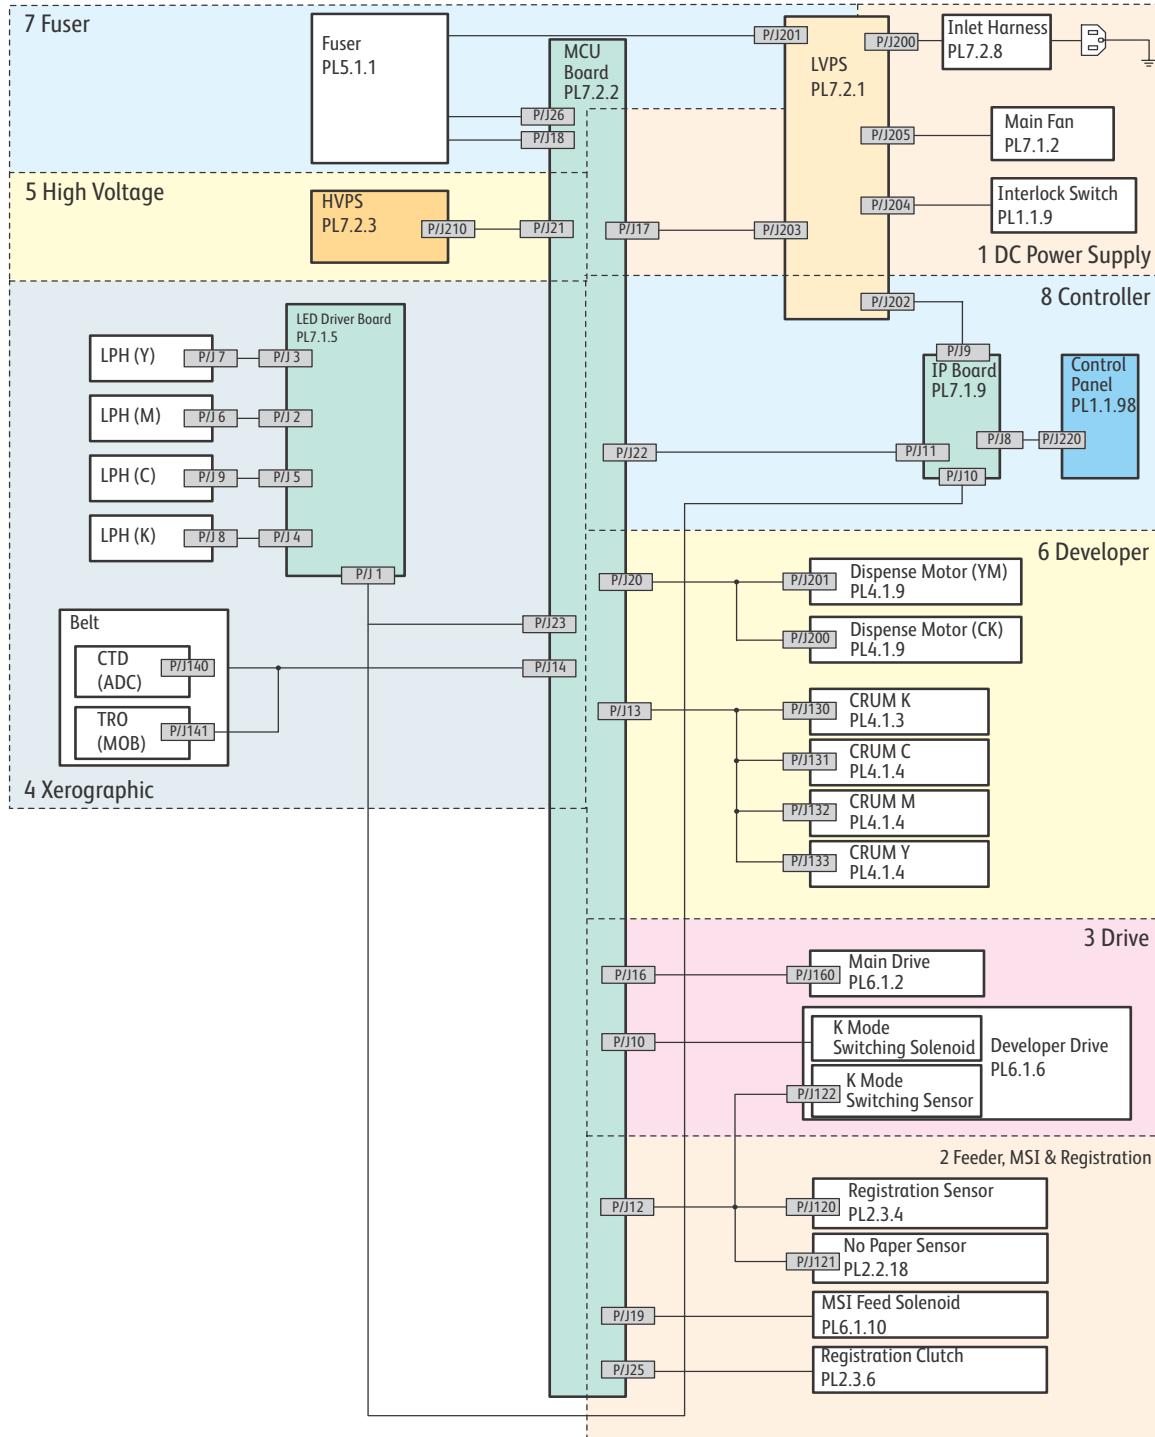 7 Fuser
Fuser
PL5.1.1
P/J201
P/J26
P/J18
MCU
Board
PL7.2.2
LVPS
PL7.2.1
P/J200
Inlet Harness
PL7.2.8
P/J205
Main Fan
PL7.1.2
P/J204
Interlock Switch
PL1.1.9
1 DC Power Supply
5 High Voltage
HVPS
PL7.2.3
P/J210
P/J21
P/J17
P/J203
P/J202
8 Controller
P/J9
IP Board
PL7.1.9
Control
Panel
PL1.1.98
P/J8
P/J220
P/J22
P/J11
P/J10
LED Driver Board
PL7.1.5
LPH (Y)
P/J 7
P/J 3
LPH (M)
P/J 6
P/J 2
LPH (C)
P/J 9
P/J 5
LPH (K)
P/J 8
P/J 4
P/J 1
Belt
CTD
(ADC)
P/J140
TRO
(MOB)
P/J141
P/J23
P/J14
4 Xerographic
6 Developer
P/J20
P/J201
Dispense Motor (YM)
PL4.1.9
P/J200
Dispense Motor (CK)
PL4.1.9
P/J13
P/J130
CRUM K
PL4.1.3
P/J131
CRUM C
PL4.1.4
P/J132
CRUM M
PL4.1.4
P/J133
CRUM Y
PL4.1.4
3 Drive
P/J16
P/J160
Main Drive
PL6.1.2
P/J10
K Mode
Switching Solenoid
Developer Drive
PL6.1.6
P/J122
K Mode
Switching Sensor
2 Feeder, MSI & Registration
P/J12
P/J120
Registration Sensor
PL2.3.4
P/J121
No Paper Sensor
PL2.2.18
P/J19
MSI Feed Solenoid
PL6.1.10
P/J25
Registration Clutch
PL2.3.6